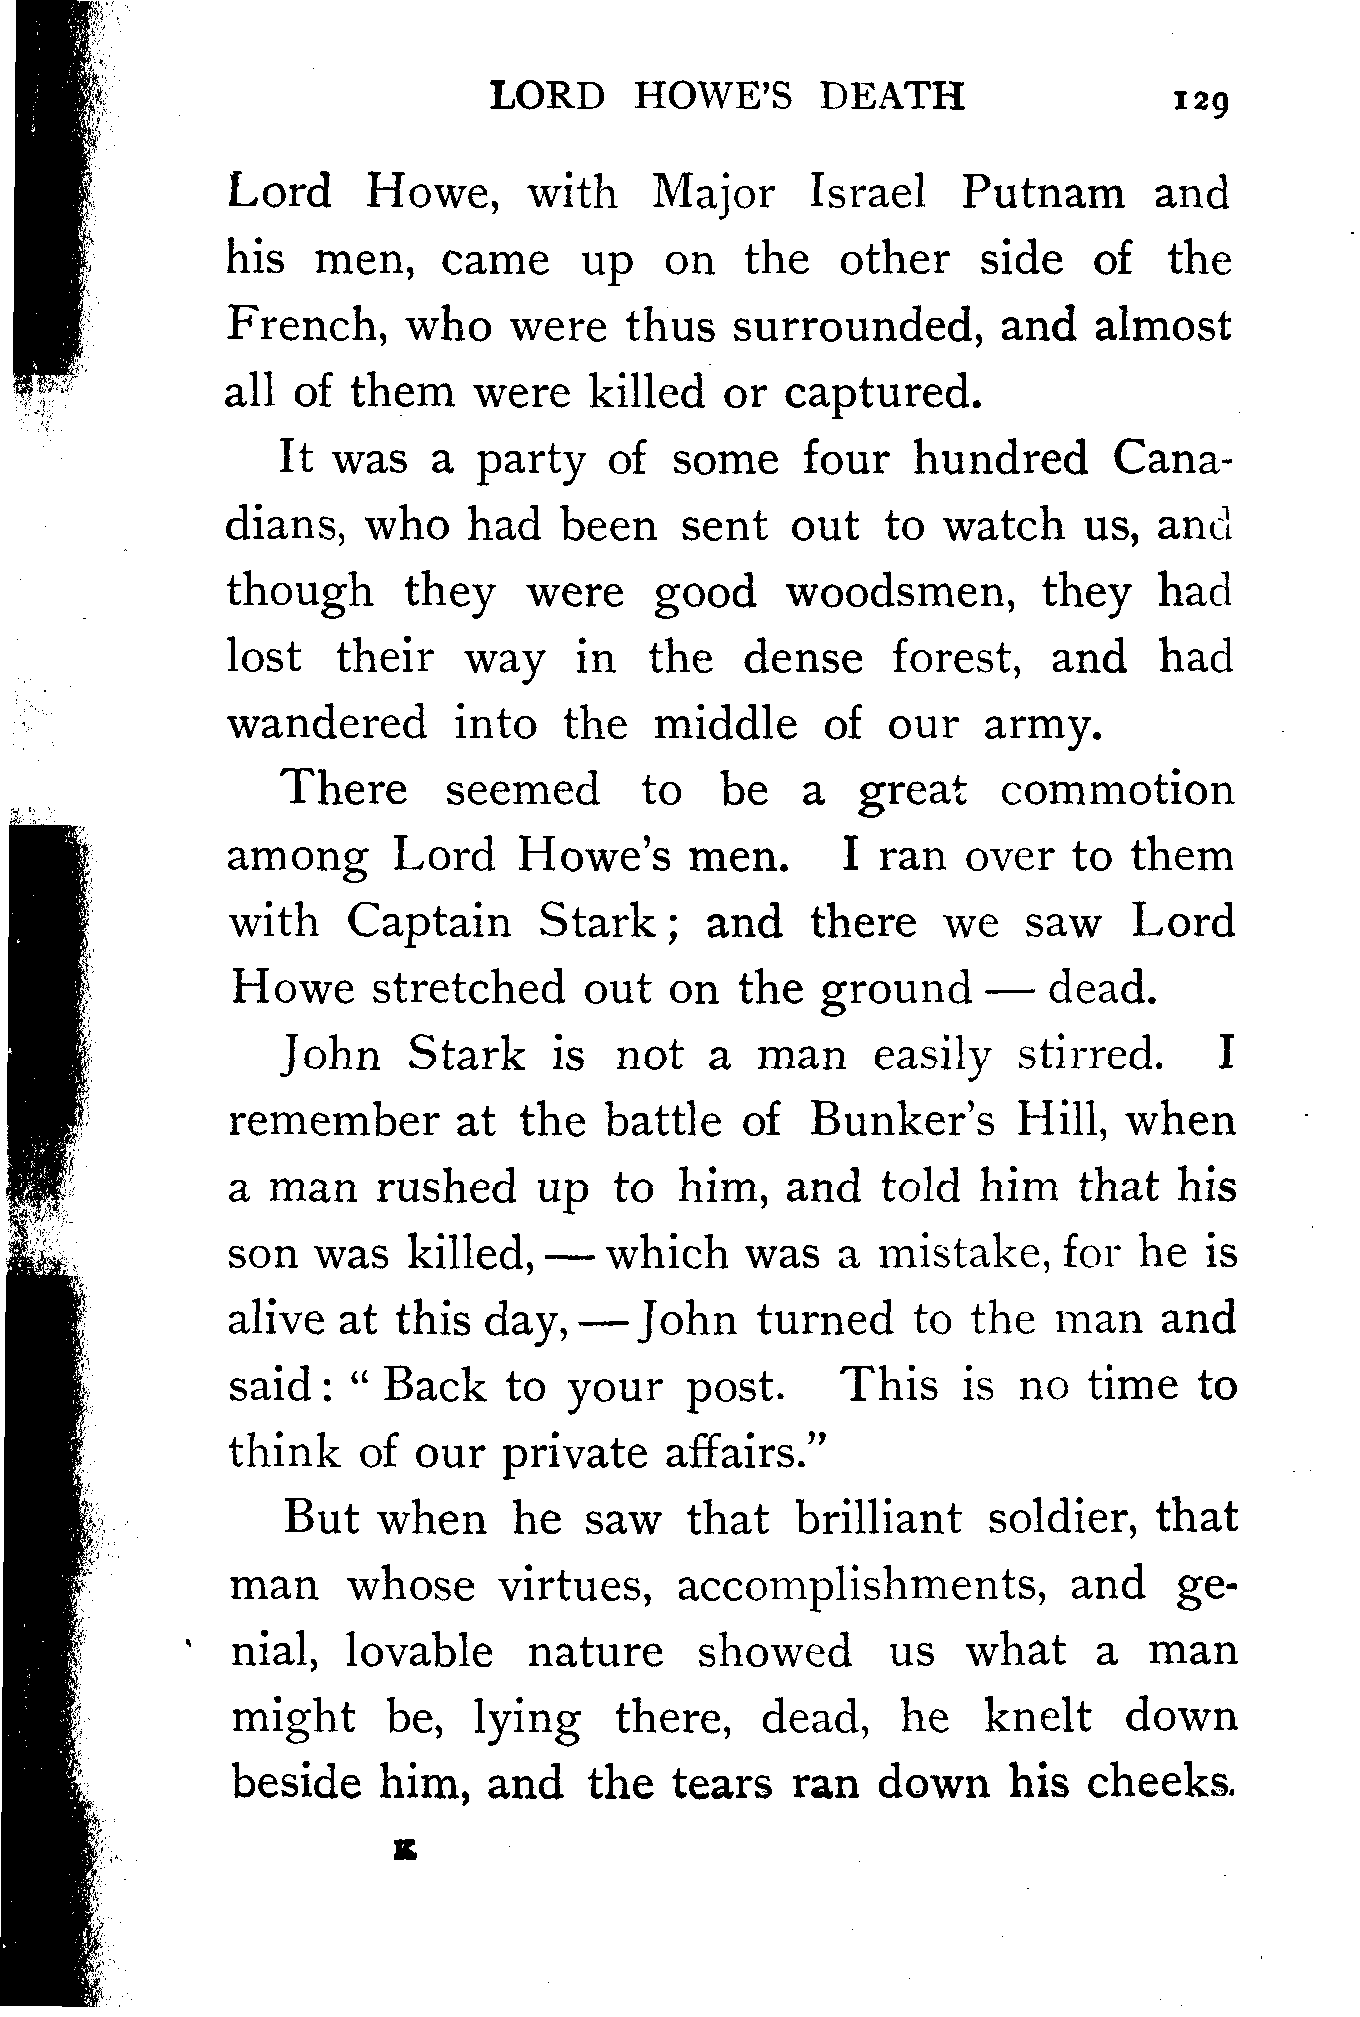 LORD HOWE'S DEATH 129
Lord Howe, with Major Israel Putnam and
his men, came up on the other side of the
French, who were thus surrounded, and almost
all of them were killed or captured.
It was a party of some four hundred Cana-
dians, who had been sent out to watch us, and
though they were good woodsmen, they had
lost their way in the dense forest, and had
wandered into the middle of our army.
There seemed to be a great commotion
among Lord Howe's men. I ran over to them
with Captain Stark; and there we saw Lord
Howe stretched out on the ground — dead.
John Stark is not a man easily stirred. I
remember at the battle of Bunker's Hill, when
a man rushed up to him, and told him that his
son was killed, — which was a mistake, for he is
alive at this day, — John turned to the man and
said: "Back to your post. This is no time to
think of our private affairs."
But when he saw that brilliant soldier, that
man whose virtues, accomplishments, and ge-
nial, lovable nature showed us what a man
might be, lying there, dead, he knelt down
beside him, and the tears ran down his cheeks.
K